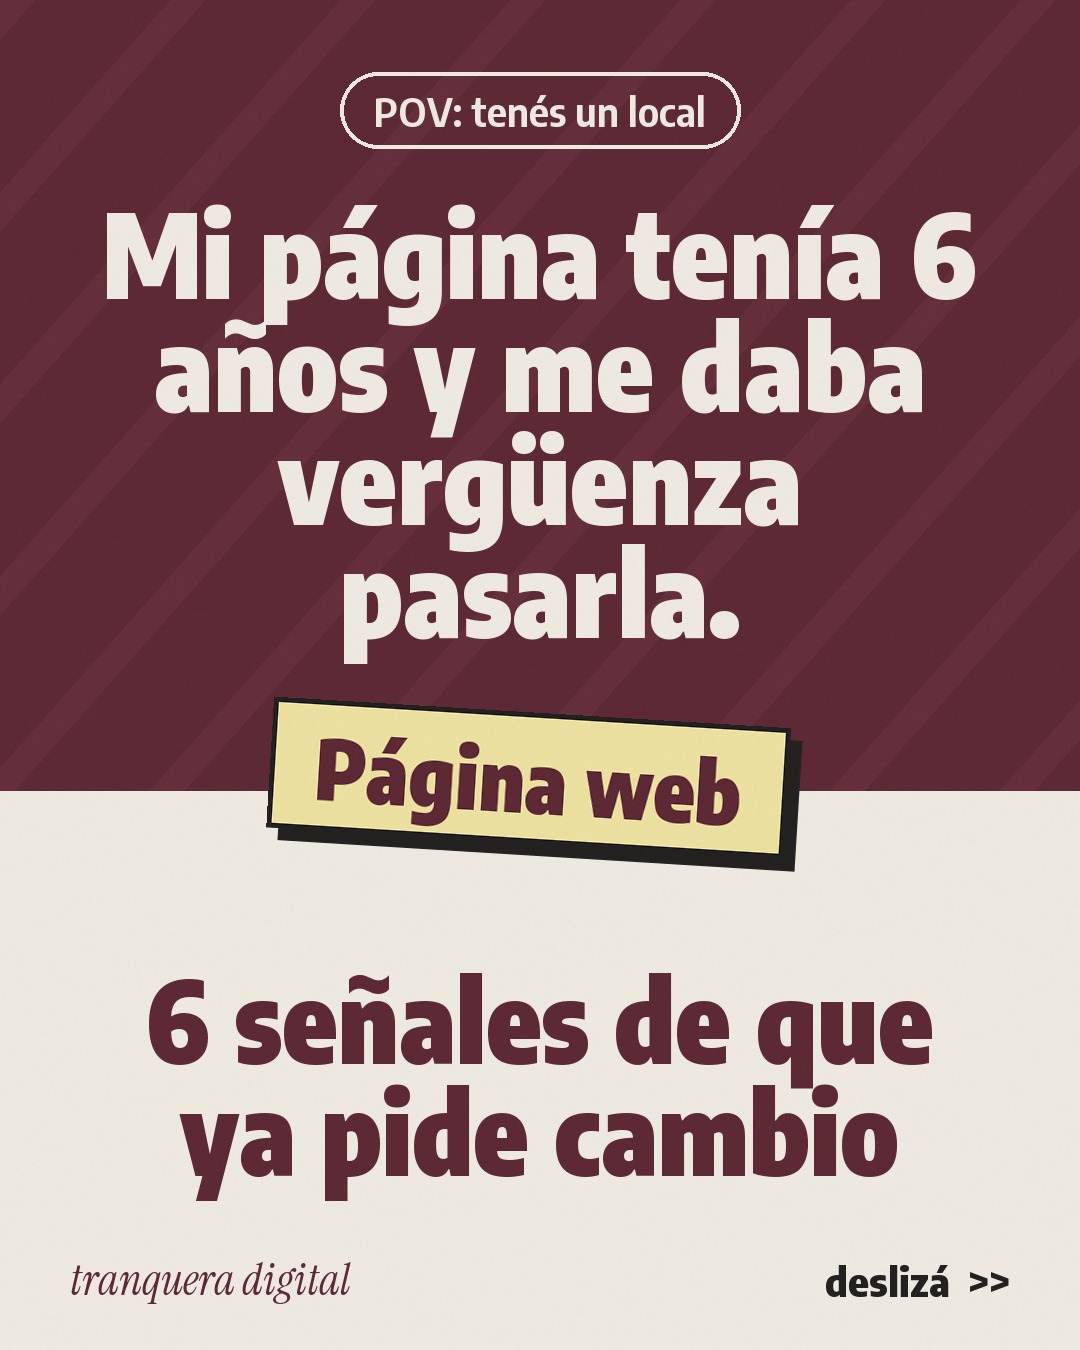 POV: tenés un local
Mi página tenía 6
años y me daba
vergüenza
pasarla.
Página web
6 señales de que
ya pide cambio
tranquera digital
deslizá >>